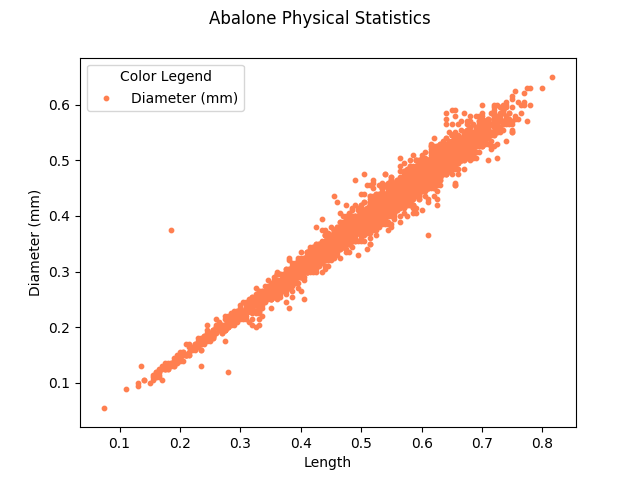 Abalone Physical Statistics
Color Legend
Diameter (mm)
Diameter (mm)
0.6
0.5
0.4
0.3
0.2
0.1
0.1 0.2 0.3 0.4 0.5 0.6 0.7 0.8
Length